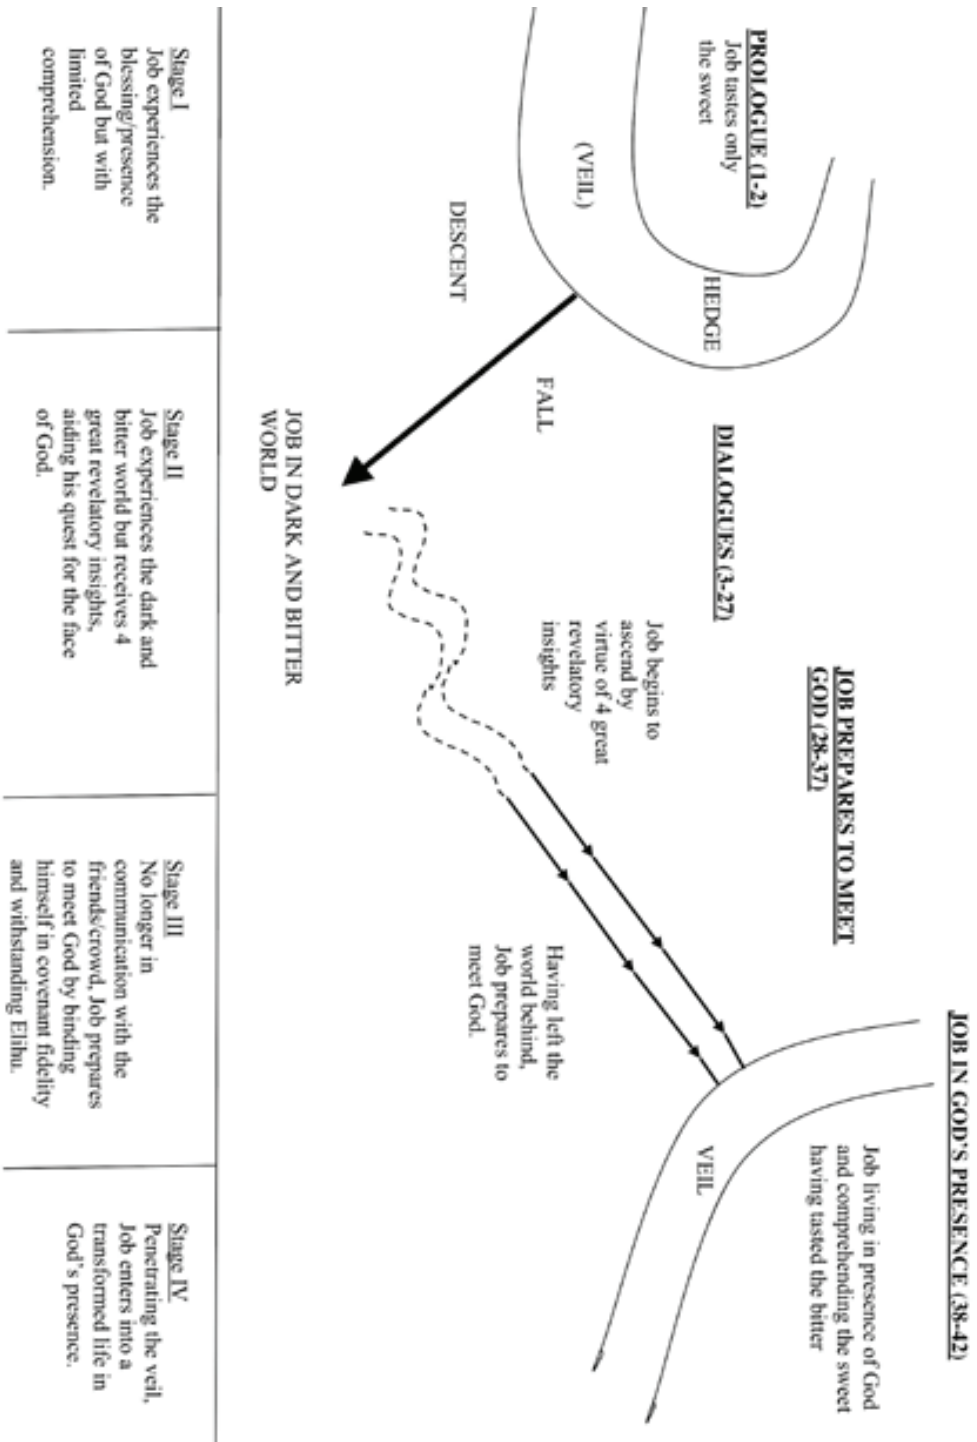 PROLOGUE (1-2)
Job tastes only
the sweet
(VEIL)
HEDGE
DESCENT
FALL
DIALOGUES (3-27)
JOB IN DARK AND BITTER
WORLD
Job begins to
ascend by
virtue of 4 great
revelatory
insights
JOB PREPARES TO MEET
GOD (28-37)
Having left the
world behind,
Job prepares to
meet God.
JOB IN GOD'S PRESENCE (38-42)
Job living in presence of God
and comprehending the sweet
having tasted the bitter
VEIL
Stage I
Job experiences the
blessing/presence
of God but with
limited
comprehension.
Stage II
Job experiences the dark and
bitter world but receives 4
great revelatory insights,
aiding his quest for the face
of God.
Stage III
No longer in
communication with the
friends/crowd, Job prepares
to meet God by binding
himself in covenant fidelity
and withstanding Elihu.
Stage IV
Penetrating the veil,
Job enters into a
transformed life in
God's presence.